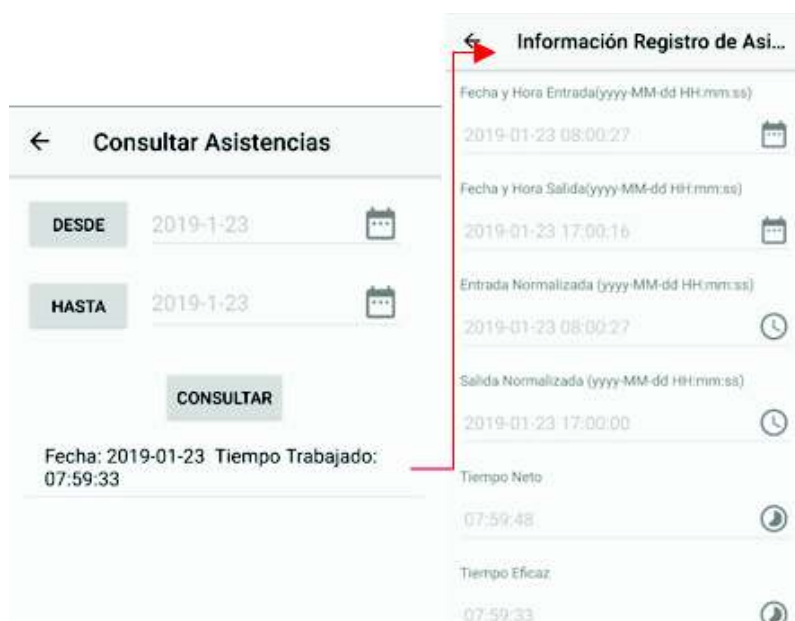 Consultar Asistencias
DESDE
2019-1-23
HASTA
2019-1-23
CONSULTAR
Fecha: 2019-01-23 Tiempo Trabajado:
07:59:33
Información Registro de Asi...
Fecha y Hora Entrada(yyyy-MM-dd HH:mm:ss)
2019-01-23 08:00:27
Fecha y Hora Salida(yyyy-MM-dd HH:mm:ss)
2019-01-23 17:00:16
Entrada Normalizada (yyyy-MM-dd HH:mm:ss)
2019-01-23 08:00:27
Salida Normalizada (yyyy-MM-dd HH:mm:ss)
2019-01-23 17:00:00
Tiempo Neto
07:59:48
Tiempo Eficaz
07:59:33